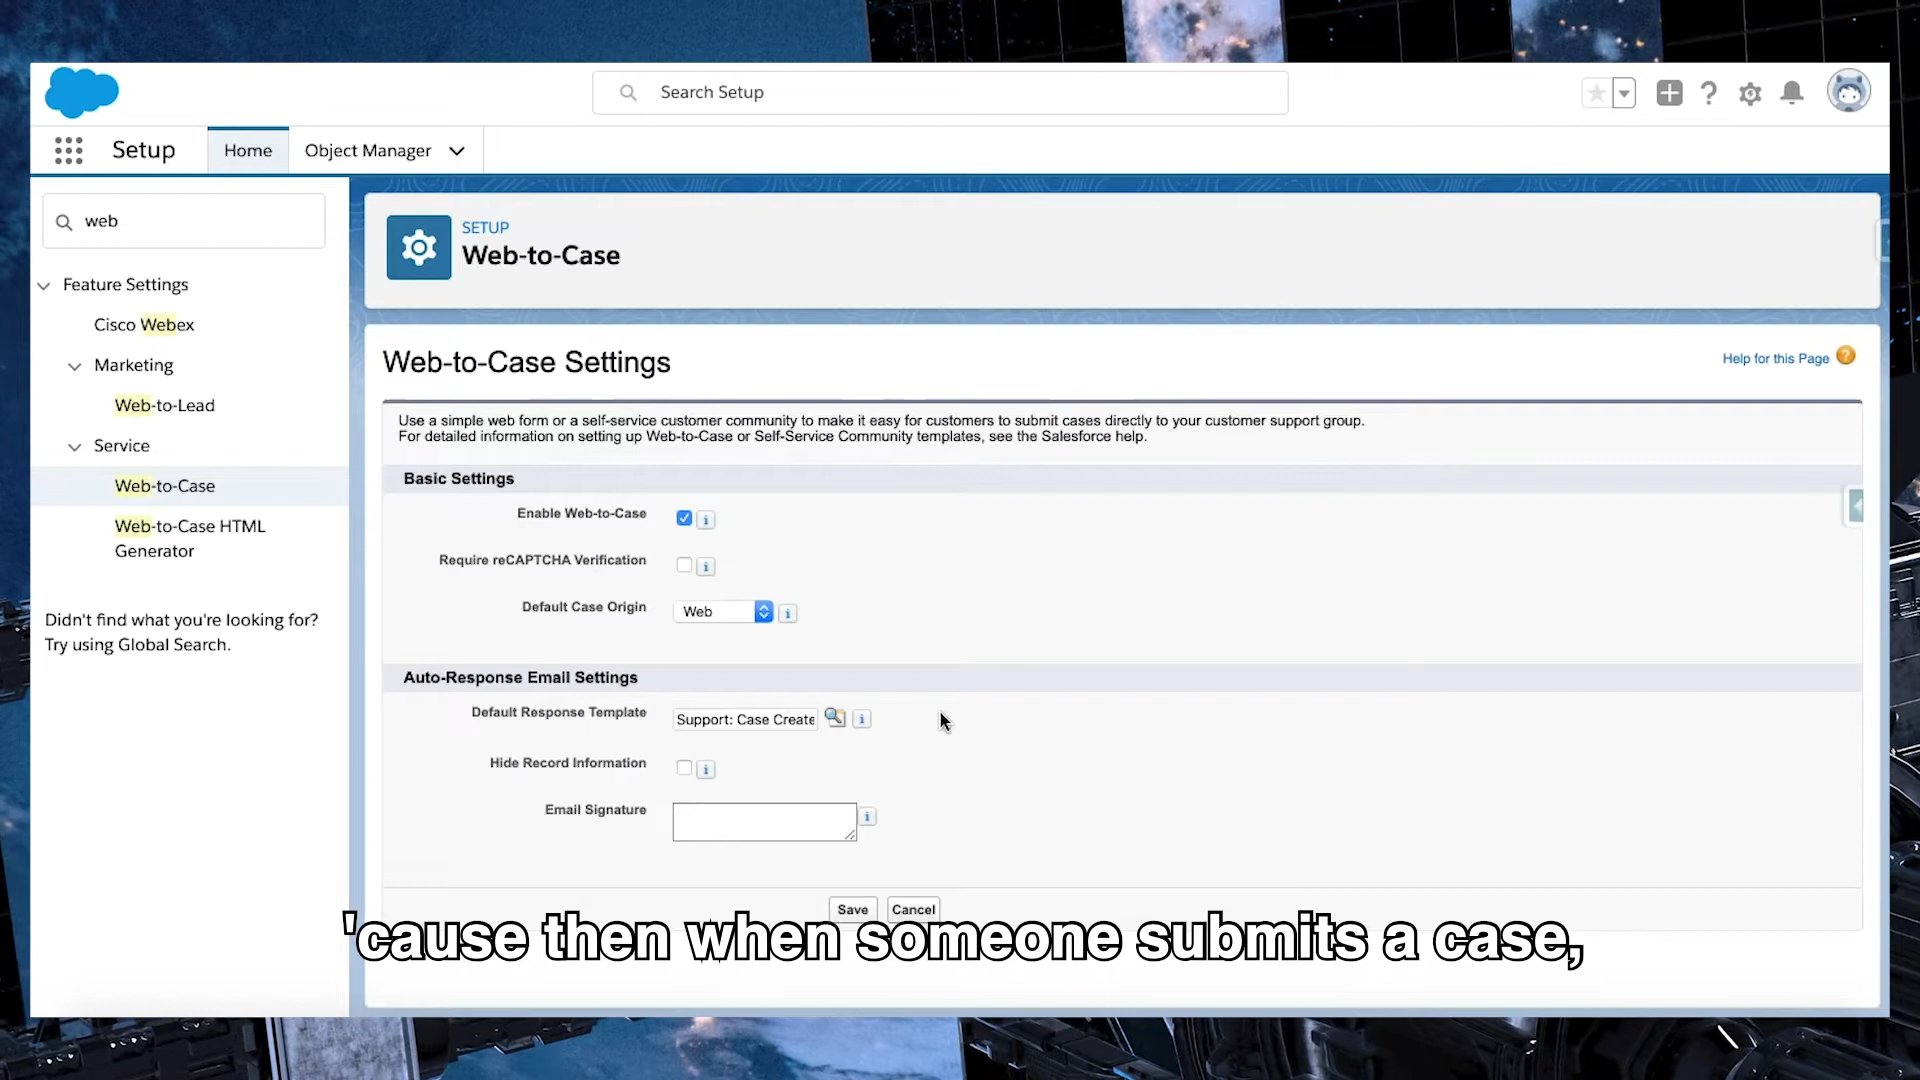 Search Setup
Setup
Home
Object Manager
web
Feature Settings
Cisco Webex
Marketing
Web-to-Lead
Service
Web-to-Case
Web-to-Case HTML
Generator
Didn't find what you're looking for?
Try using Global Search.
SETUP
Web-to-Case
Web-to-Case Settings
Help for this Page ?
Use a simple web form or a self-service customer community to make it easy for customers to submit cases directly to your customer support group.
For detailed information on setting up Web-to-Case or Self-Service Community templates, see the Salesforce help.
Basic Settings
Enable Web-to-Case
Require reCAPTCHA Verification
Default Case Origin Web
Auto-Response Email Settings
Default Response Template Support: Case Create
Hide Record Information
Email Signature
Save Cancel
'cause then when someone submits a case,